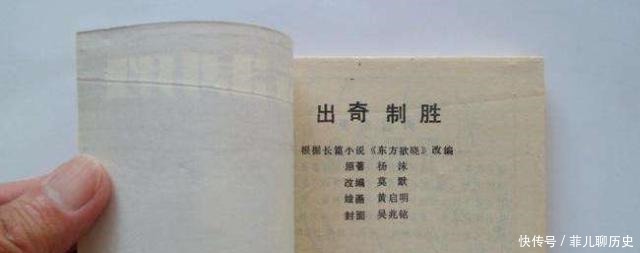 出奇制胜
根据长篇小说《东方欲晓》改编
原著 杨沫
改编 莫默
绘画 黄启明
封面 吴兆铭
快传号／菲儿聊历史